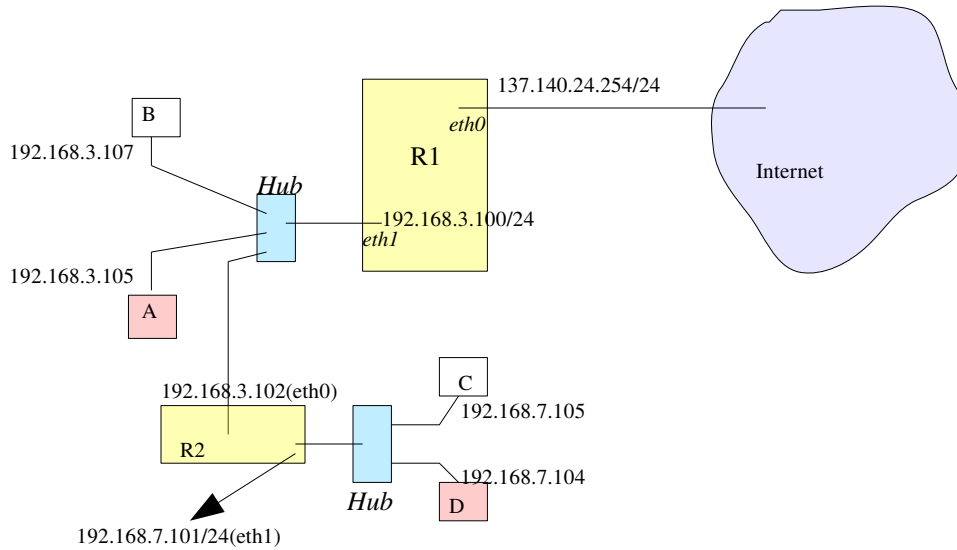 137.140.24.254/24
B
eth0
192.168.3.107
R1
Internet
Hub
192.168.3.100/24
eth1
192.168.3.105
A
192.168.3.102(eth0)
C
192.168.7.105
R2
192.168.7.104
Hub
D
192.168.7.101/24(eth1)